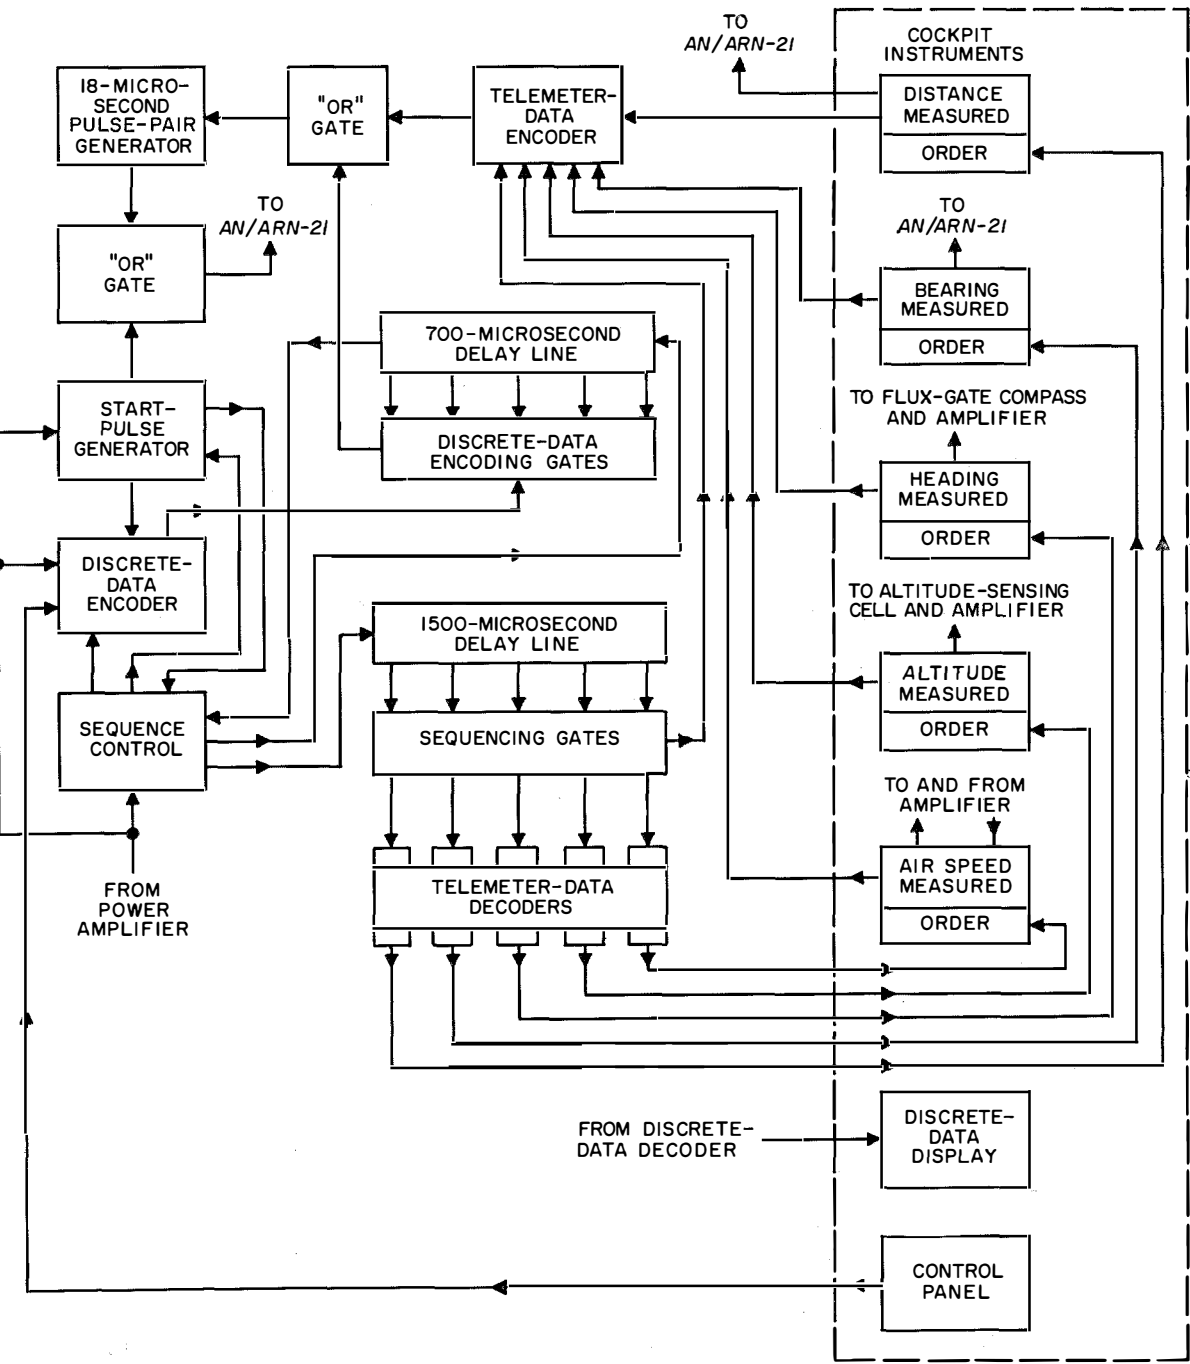 TO
AN/ARN-21
COCKPIT
INSTRUMENTS
18-MICRO-
SECOND
PULSE-PAIR
GENERATOR
"OR"
GATE
TELEMETER-
DATA
ENCODER
DISTANCE
MEASURED
ORDER
TO
AN/ARN-21
"OR"
GATE
TO
AN/ARN-21
BEARING
MEASURED
ORDER
700-MICROSECOND
DELAY LINE
START-
PULSE
GENERATOR
DISCRETE-DATA
ENCODING GATES
TO FLUX-GATE COMPASS
AND AMPLIFIER
HEADING
MEASURED
ORDER
DISCRETE-
DATA
ENCODER
1500-MICROSECOND
DELAY LINE
TO ALTITUDE-SENSING
CELL AND AMPLIFIER
ALTITUDE
MEASURED
ORDER
SEQUENCE
CONTROL
SEQUENCING GATES
TO AND FROM
AMPLIFIER
AIR SPEED
MEASURED
ORDER
FROM
POWER
AMPLIFIER
TELEMETER-DATA
DECODERS
FROM DISCRETE-
DATA DECODER
DISCRETE-
DATA
DISPLAY
CONTROL
PANEL